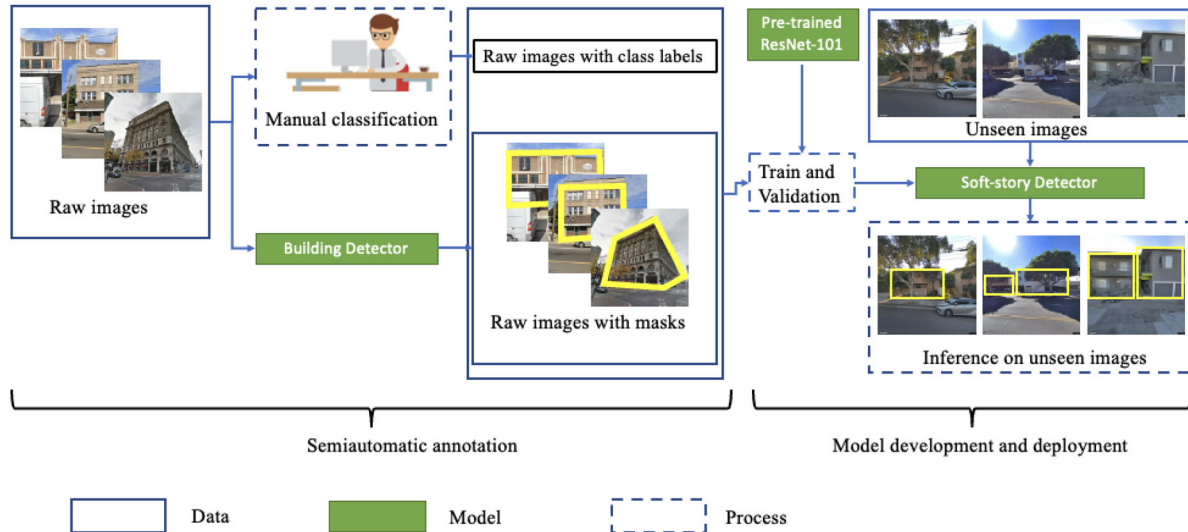 Raw images
Manual classification
Building Detector
Raw images with class labels
Raw images with masks
Pre-trained
ResNet-101
Train and
Validation
Unseen images
Soft-story Detector
Inference on unseen images
Semiautomatic annotation
Model development and deployment
Data
Model
Process